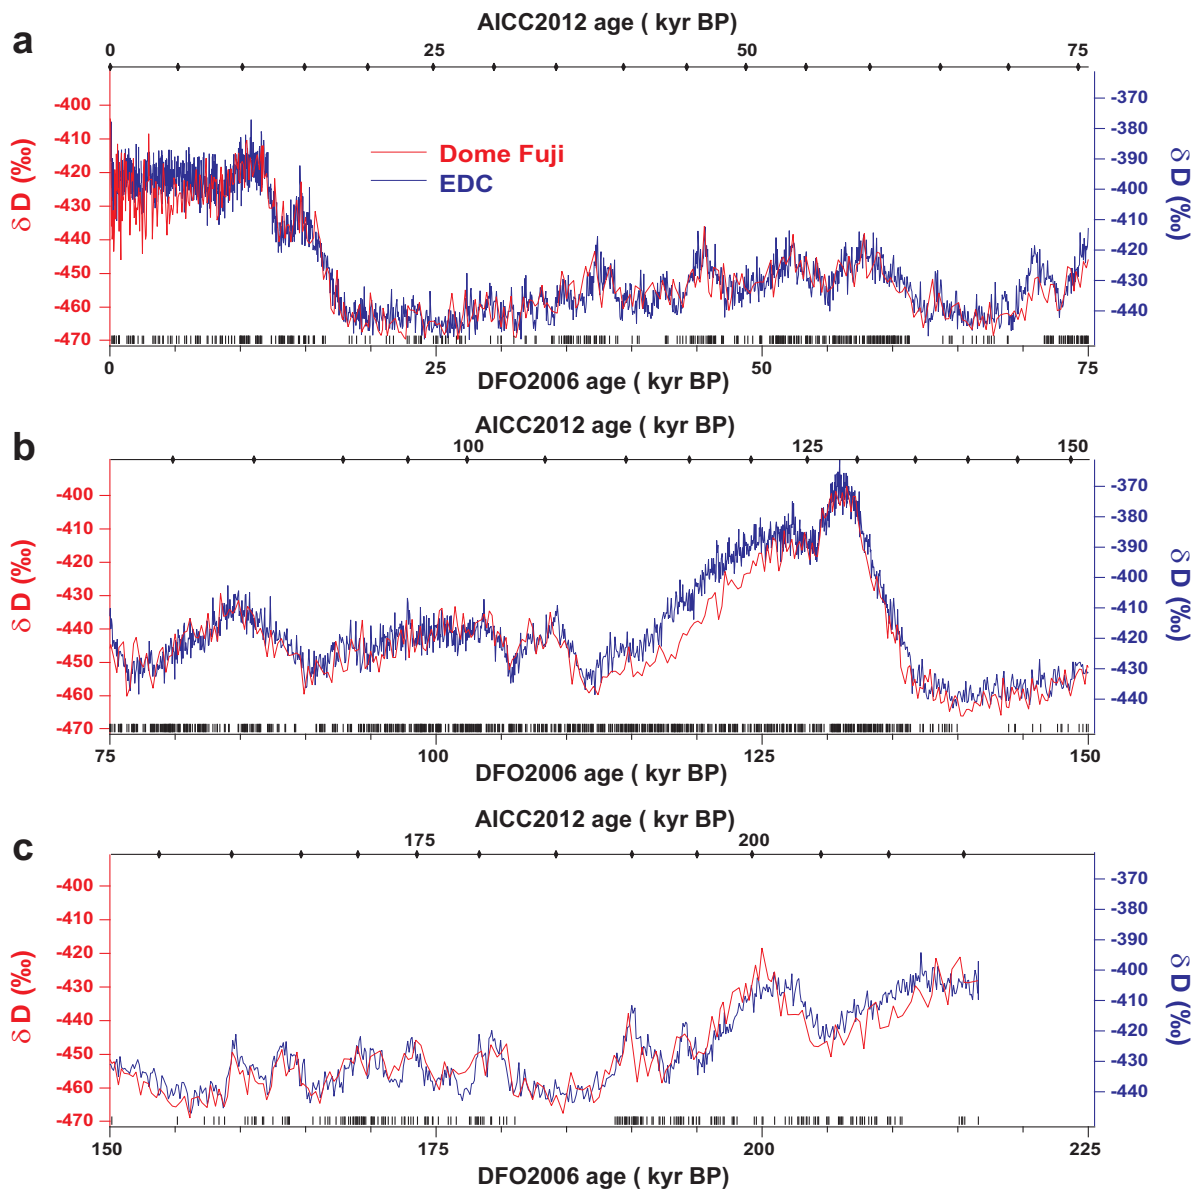 a
AICC2012 age ( kyr BP)
0 25 50 75
-400
-410
-420
-430
-440
-450
-460
-470
δ D (‰)
Dome Fuji
EDC
-370
-380
-390
-400
-410
-420
-430
-440
δ D (‰)
0 25 50 75
DFO2006 age ( kyr BP)
b
AICC2012 age ( kyr BP)
100 125 150
-400
-410
-420
-430
-440
-450
-460
-470
δ D (‰)
-370
-380
-390
-400
-410
-420
-430
-440
δ D (‰)
75 100 125 150
DFO2006 age ( kyr BP)
c
AICC2012 age ( kyr BP)
175 200
-400
-410
-420
-430
-440
-450
-460
-470
δ D (‰)
-370
-380
-390
-400
-410
-420
-430
-440
δ D (‰)
150 175 200 225
DFO2006 age ( kyr BP)